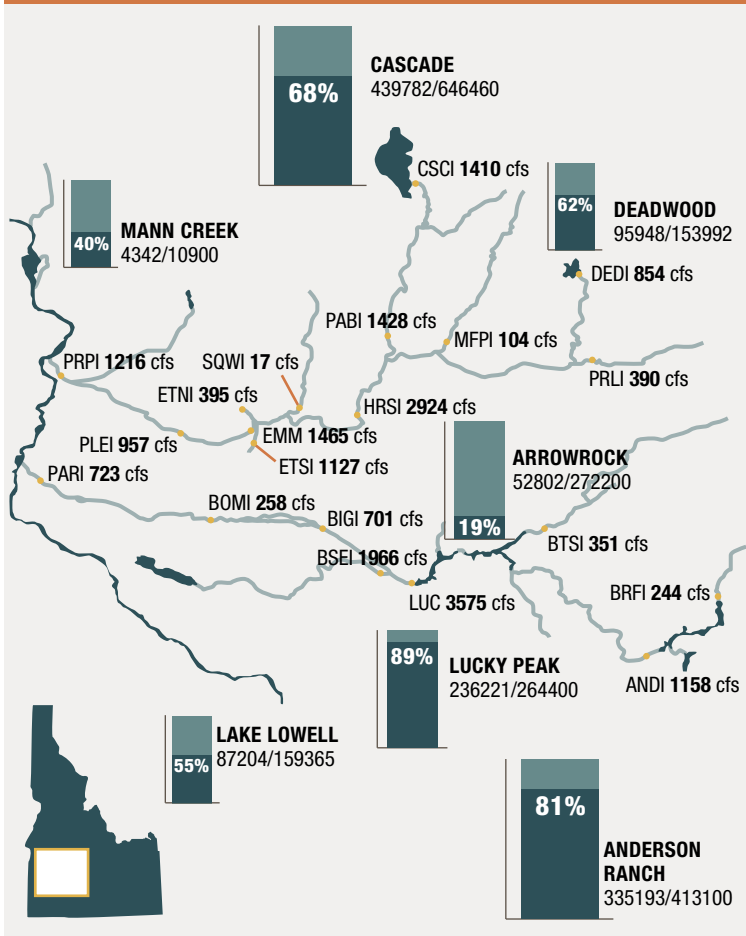 CASCADE
439782/646460
68%
CSCI 1410 cfs
MANN CREEK
4342/10900
40%
DEADWOOD
95948/153992
62%
DEDI 854 cfs
PABI 1428 cfs
MFPI 104 cfs
PRPI 1216 cfs
SQWI 17 cfs
PRLI 390 cfs
ETNI 395 cfs
HRSI 2924 cfs
EMM 1465 cfs
PLEI 957 cfs
ETSI 1127 cfs
ARROWROCK
52802/272200
19%
PARI 723 cfs
BOMI 258 cfs
BIGI 701 cfs
BTSI 351 cfs
BSEI 1966 cfs
LUC 3575 cfs
BRFI 244 cfs
89%
LUCKY PEAK
236221/264400
ANDI 1158 cfs
LAKE LOWELL
87204/159365
55%
81%
ANDERSON
RANCH
335193/413100